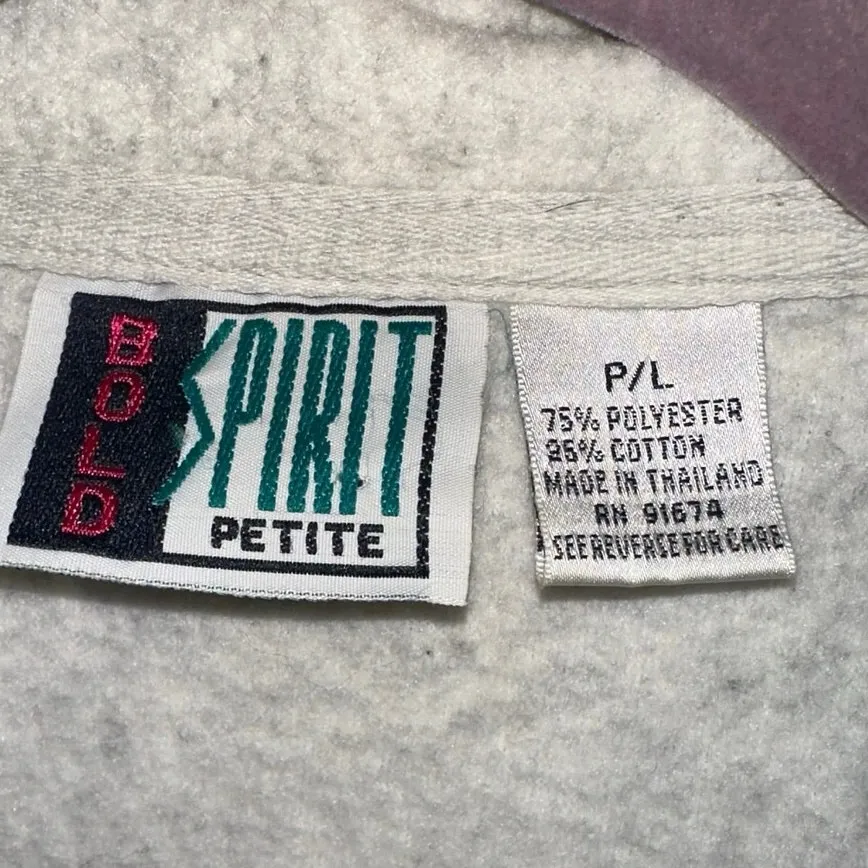 BOLD
SPIRIT
PETITE
P/L
75% POLYESTER
25% COTTON
MADE IN THAILAND
RN 91674
SEE REVERSE FOR CARE